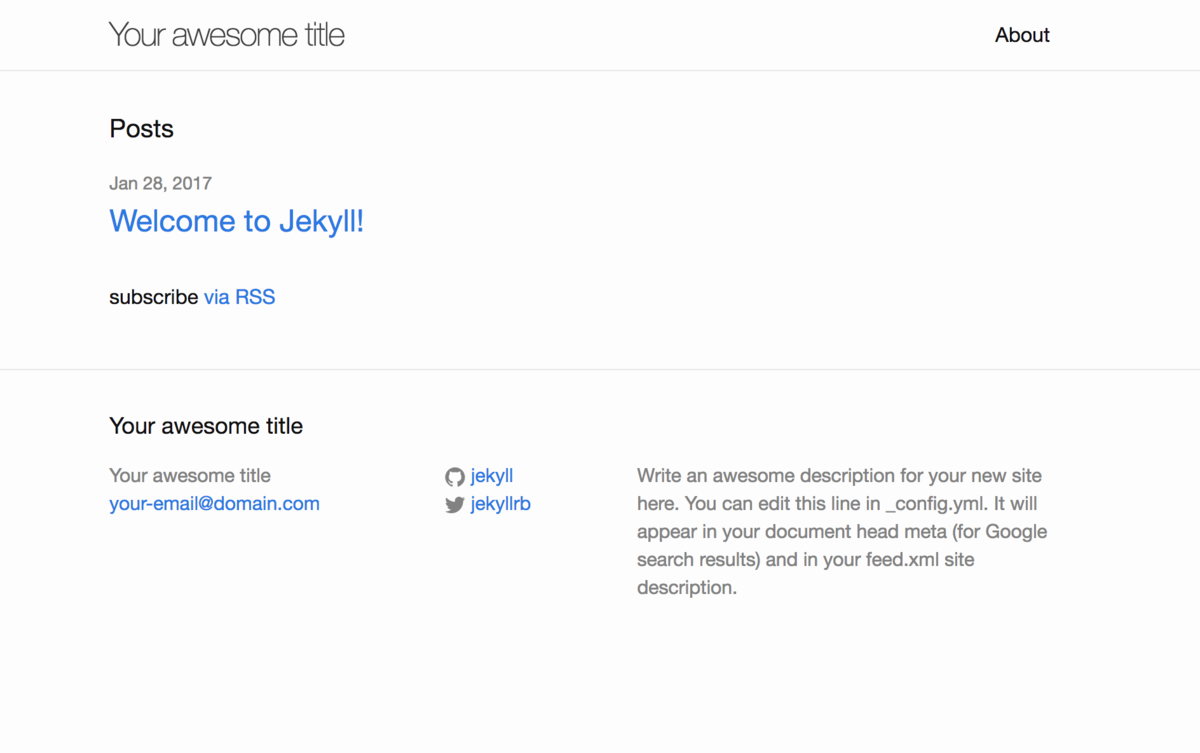 Your awesome title
About
Posts
Jan 28, 2017
Welcome to Jekyll!
subscribe via RSS
Your awesome title
Your awesome title
your-email@domain.com
jekyll
jekyllrb
Write an awesome description for your new site
here. You can edit this line in _config.yml. It will
appear in your document head meta (for Google
search results) and in your feed.xml site
description.